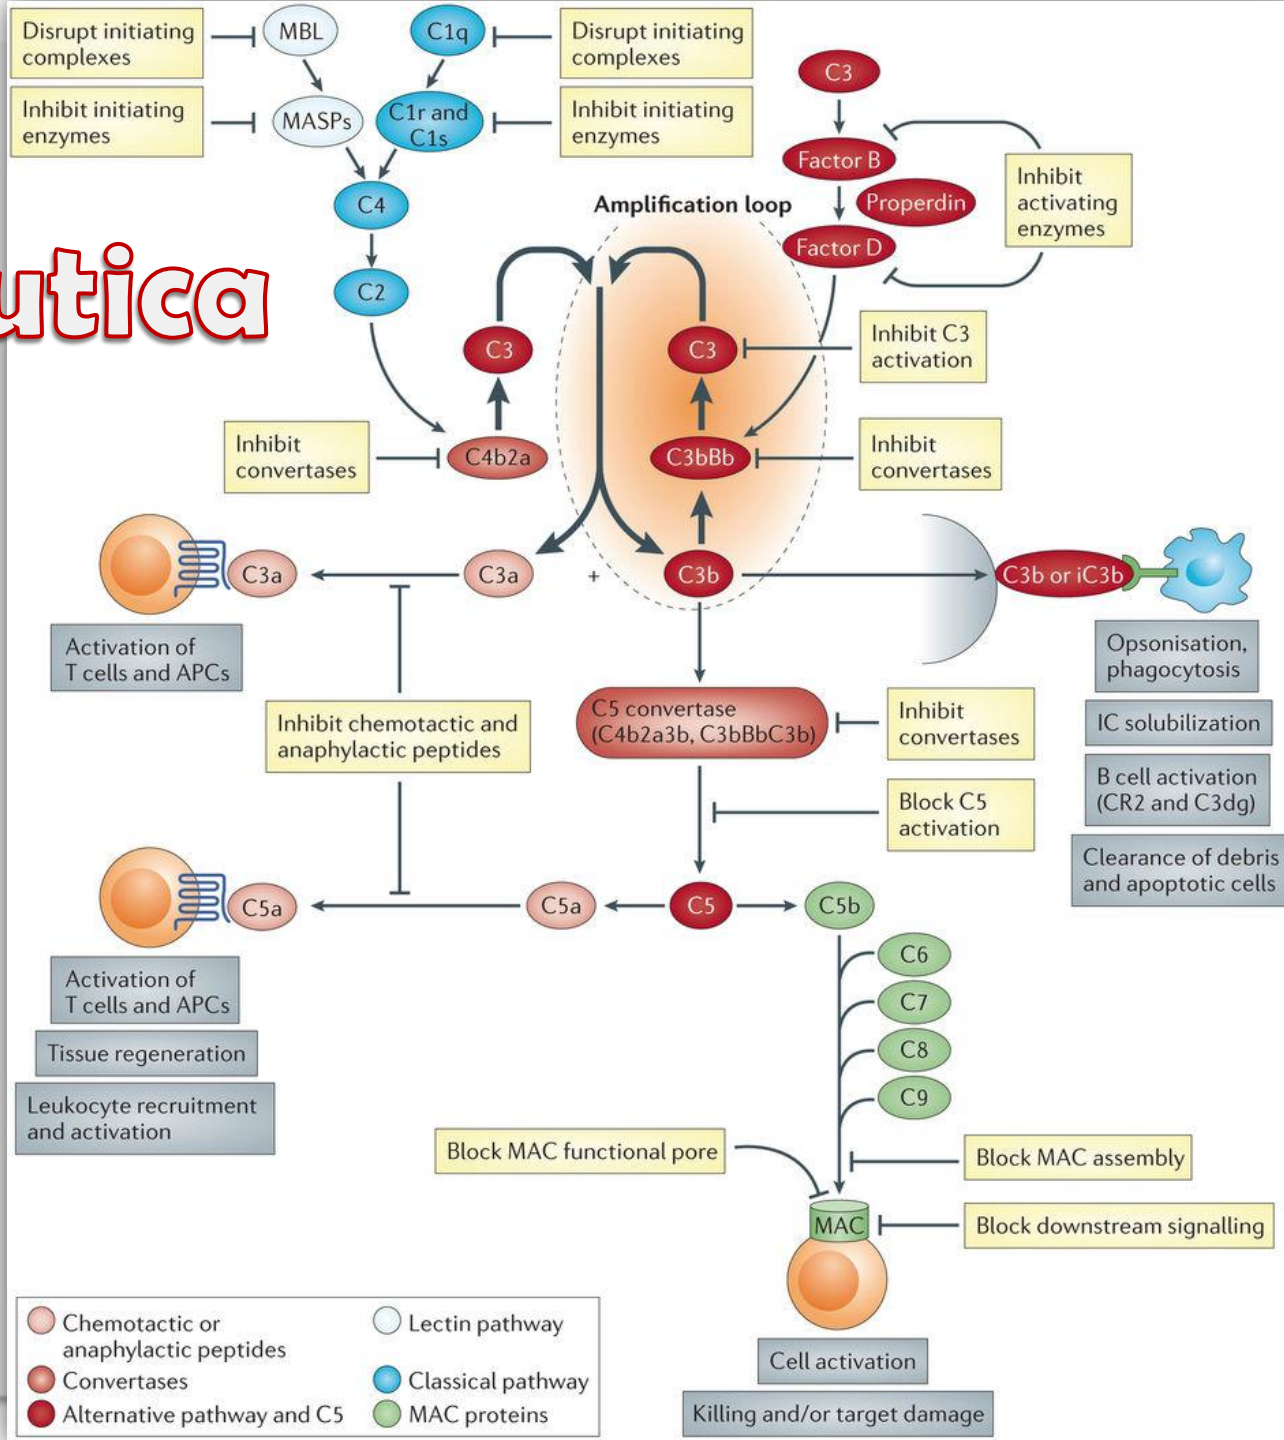 Disrupt initiating
complexes
MBL
C1q
Disrupt initiating
complexes
C3
Inhibit initiating
enzymes
MASPs
C1r and
C1s
Inhibit initiating
enzymes
Factor B
Inhibit
activating
enzymes
C4
Amplification loop
Properdin
Factor D
utica
C2
C3
C3
Inhibit C3
activation
Inhibit
convertases
C4b2a
C3bBb
Inhibit
convertases
C3a
C3a
+
C3b
C3b or iC3b
Activation of
T cells and APCs
Opsonisation,
phagocytosis
Inhibit chemotactic and
anaphylactic peptides
C5 convertase
(C4b2a3b, C3bBbC3b)
Inhibit
convertases
IC solubilization
B cell activation
(CR2 and C3dg)
Block C5
activation
Clearance of debris
and apoptotic cells
C5a
C5a
C5
C5b
C6
Activation of
T cells and APCs
C7
Tissue regeneration
C8
Leukocyte recruitment
and activation
C9
Block MAC functional pore
Block MAC assembly
MAC
Block downstream signalling
Chemotactic or
anaphylactic peptides
Lectin pathway
Convertases
Classical pathway
Alternative pathway and C5
MAC proteins
Cell activation
Killing and/or target damage